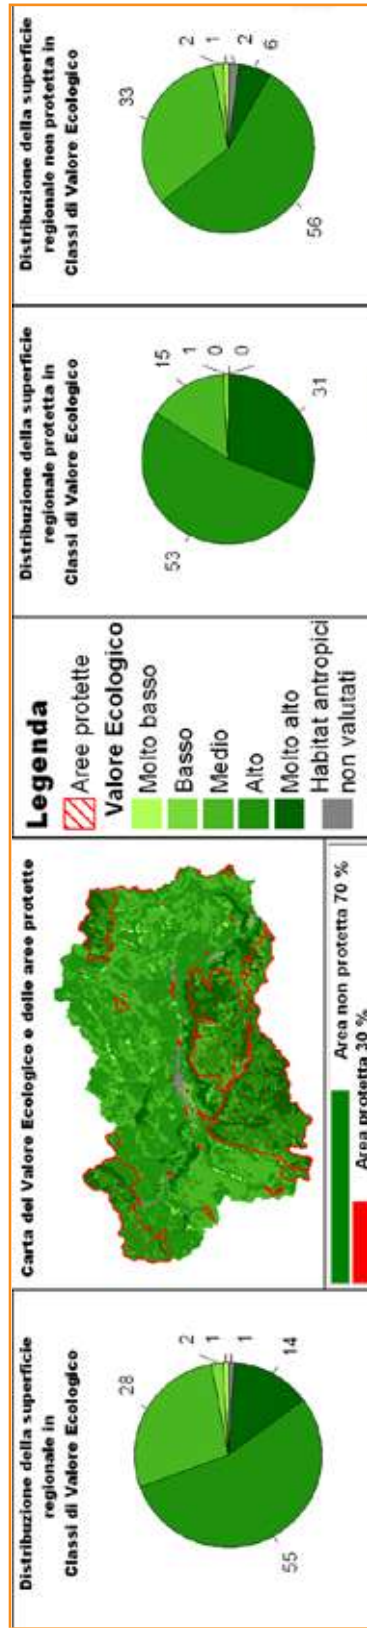 Distribuzione della superficie
regionale in
Classi di Valore Ecologico
28
2
1
1
14
55
Carta del Valore Ecologico e delle aree protette
Area non protetta 70 %
Area protetta 30 %
Legenda
Aree protette
Valore Ecologico
Molto basso
Basso
Medio
Alto
Molto alto
Habitat antropici
non valutati
Distribuzione della superficie
regionale protetta in
Classi di Valore Ecologico
15
1
0
0
31
53
Distribuzione della superficie
regionale non protetta in
Classi di Valore Ecologico
33
2
1
2
6
56